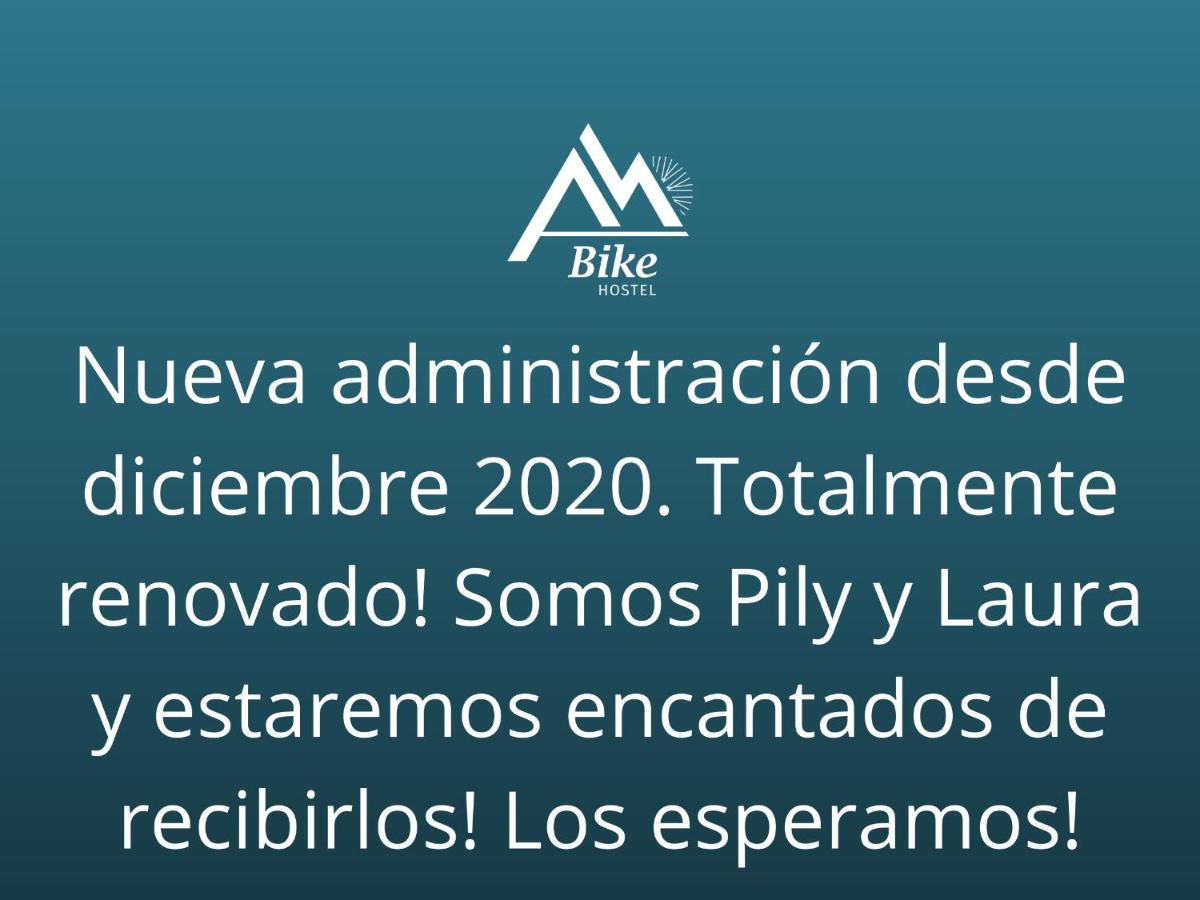 Bike
HOSTEL
Nueva administración desde
diciembre 2020. Totalmente
renovado! Somos Pily y Laura
y estaremos encantados de
recibirlos! Los esperamos!